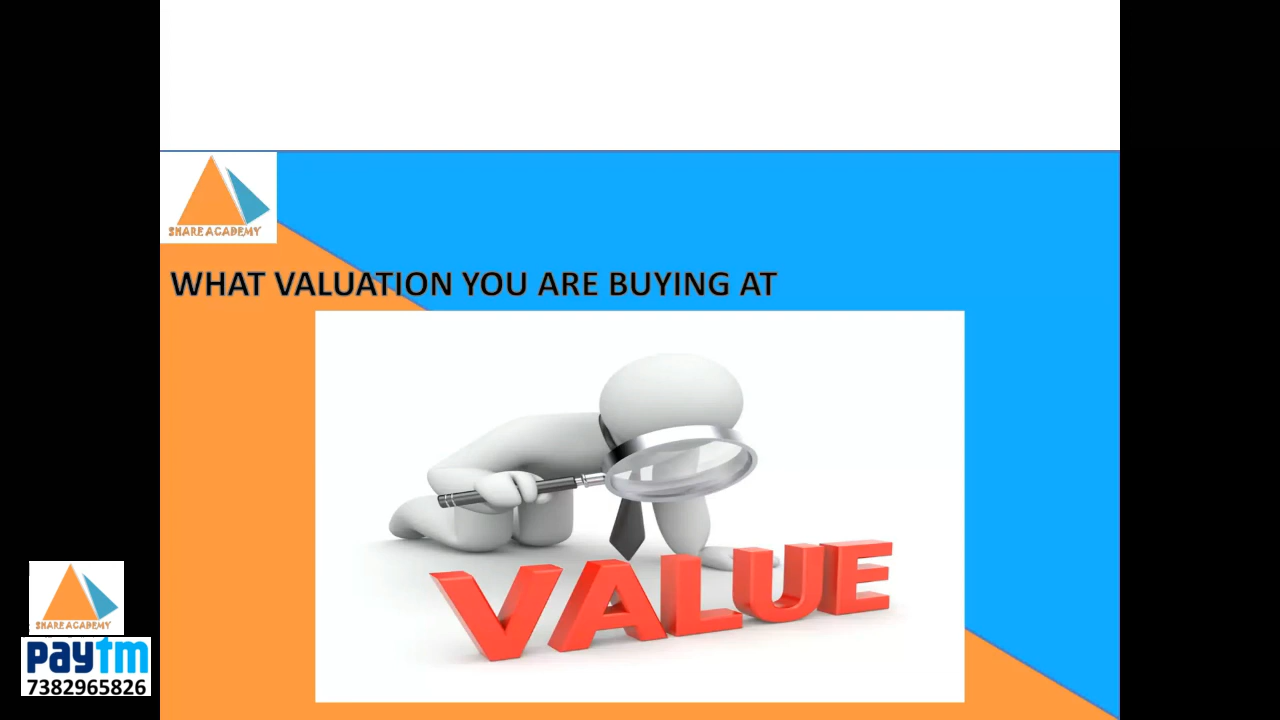 SHARE ACADEMY
WHAT VALUATION YOU ARE BUYING AT
VALUE
SHARE ACADEMY
paytm
7382965826